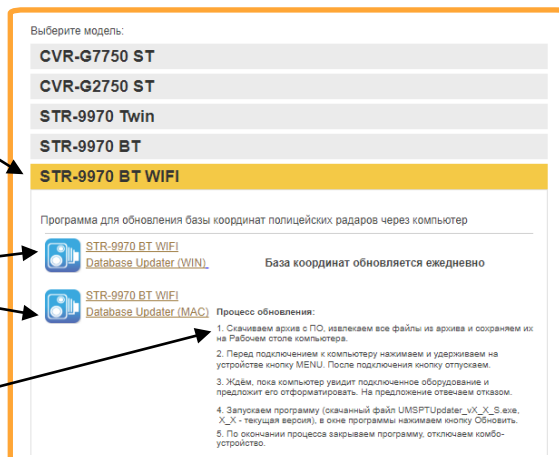 Выберите модель:
CVR-G7750 ST
CVR-G2750 ST
STR-9970 Twin
STR-9970 BT
STR-9970 BT WIFI
Программа для обновления базы координат полицейских радаров через компьютер
STR-9970 BT WIFI
Database Updater (WIN)
База координат обновляется ежедневно
STR-9970 BT WIFI
Database Updater (MAC)
Процесс обновления:
1. Скачиваем архив с ПО, извлекаем все файлы из архива и сохраняем их
на Рабочем столе компьютера.
2. Перед подключением к компьютеру нажимаем и удерживаем на
устройстве кнопку MENU. После подключения кнопку отпускаем.
3. Ждём, пока компьютер увидит подключенное оборудование и
предложит его отформатировать. На предложение отвечаем отказом.
4. Запускаем программу (скачанный файл UMSPTUpdater_vX_X_S.exe,
X_X - текущая версия), в окне программы нажимаем кнопку Обновить.
5. По окончании процесса закрываем программу, отключаем комбо-
устройство.